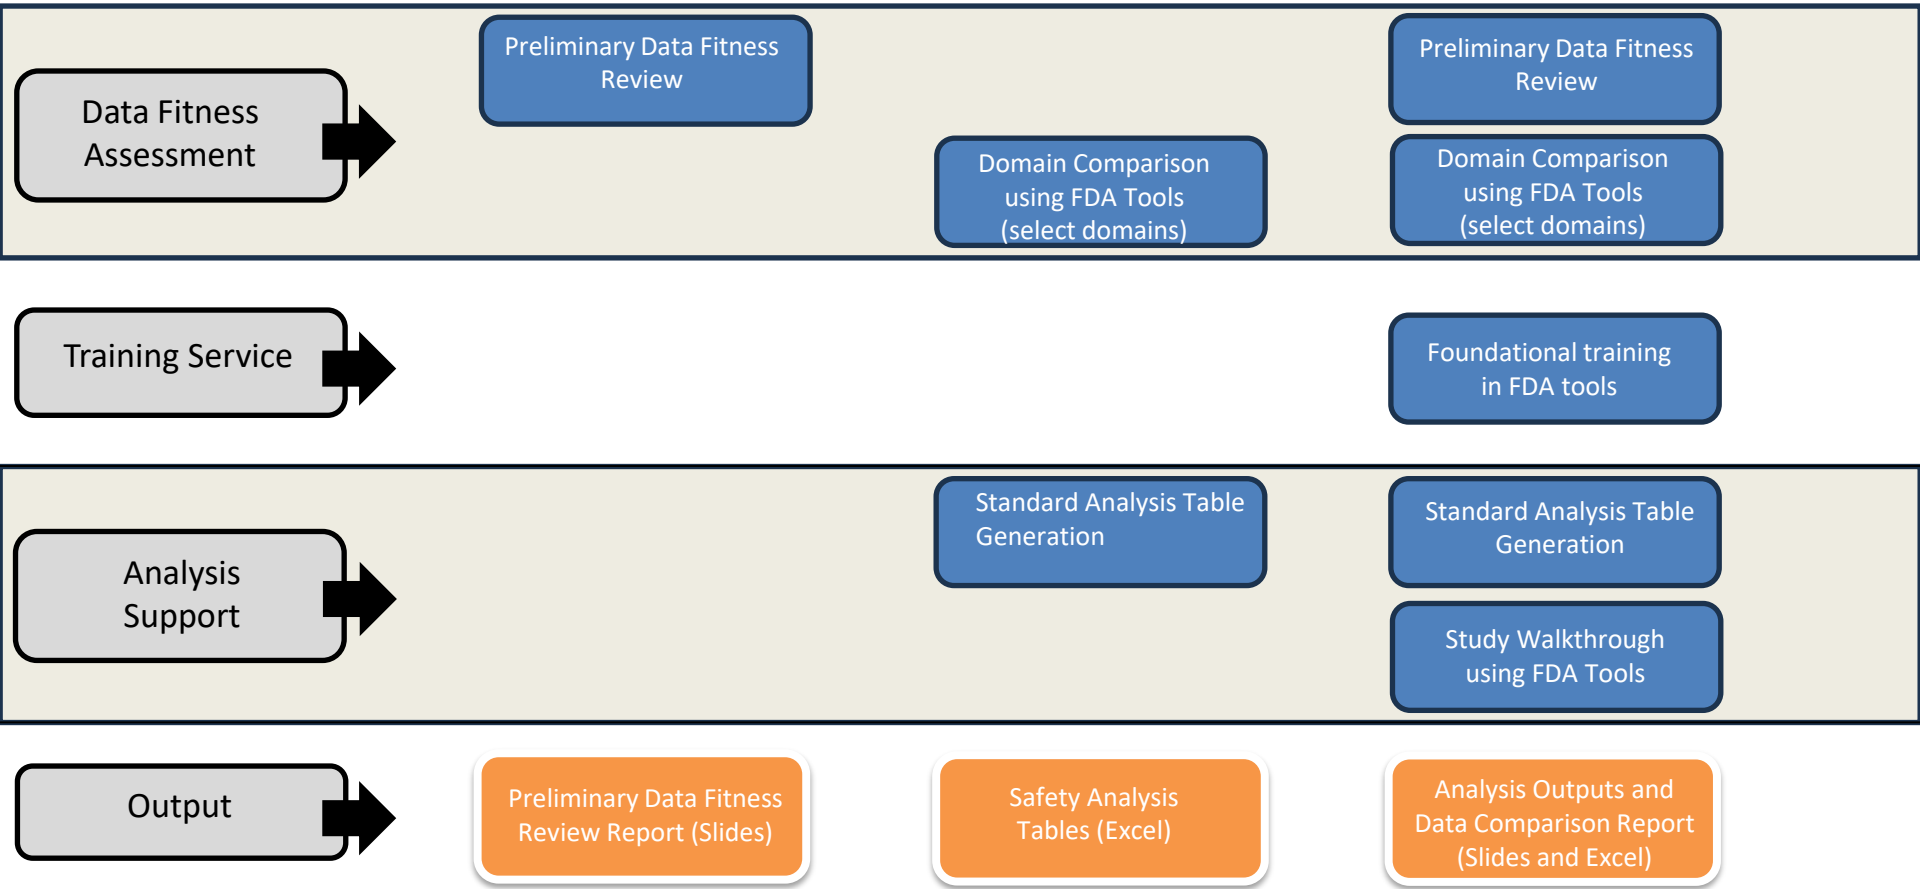 Data Fitness
Assessment
Preliminary Data Fitness
Review
Domain Comparison
using FDA Tools
(select domains)
Preliminary Data Fitness
Review
Domain Comparison
using FDA Tools
(select domains)
Training Service
Foundational training
in FDA tools
Analysis
Support
Standard Analysis Table
Generation
Standard Analysis Table
Generation
Study Walkthrough
using FDA Tools
Output
Preliminary Data Fitness
Review Report (Slides)
Safety Analysis
Tables (Excel)
Analysis Outputs and
Data Comparison Report
(Slides and Excel)